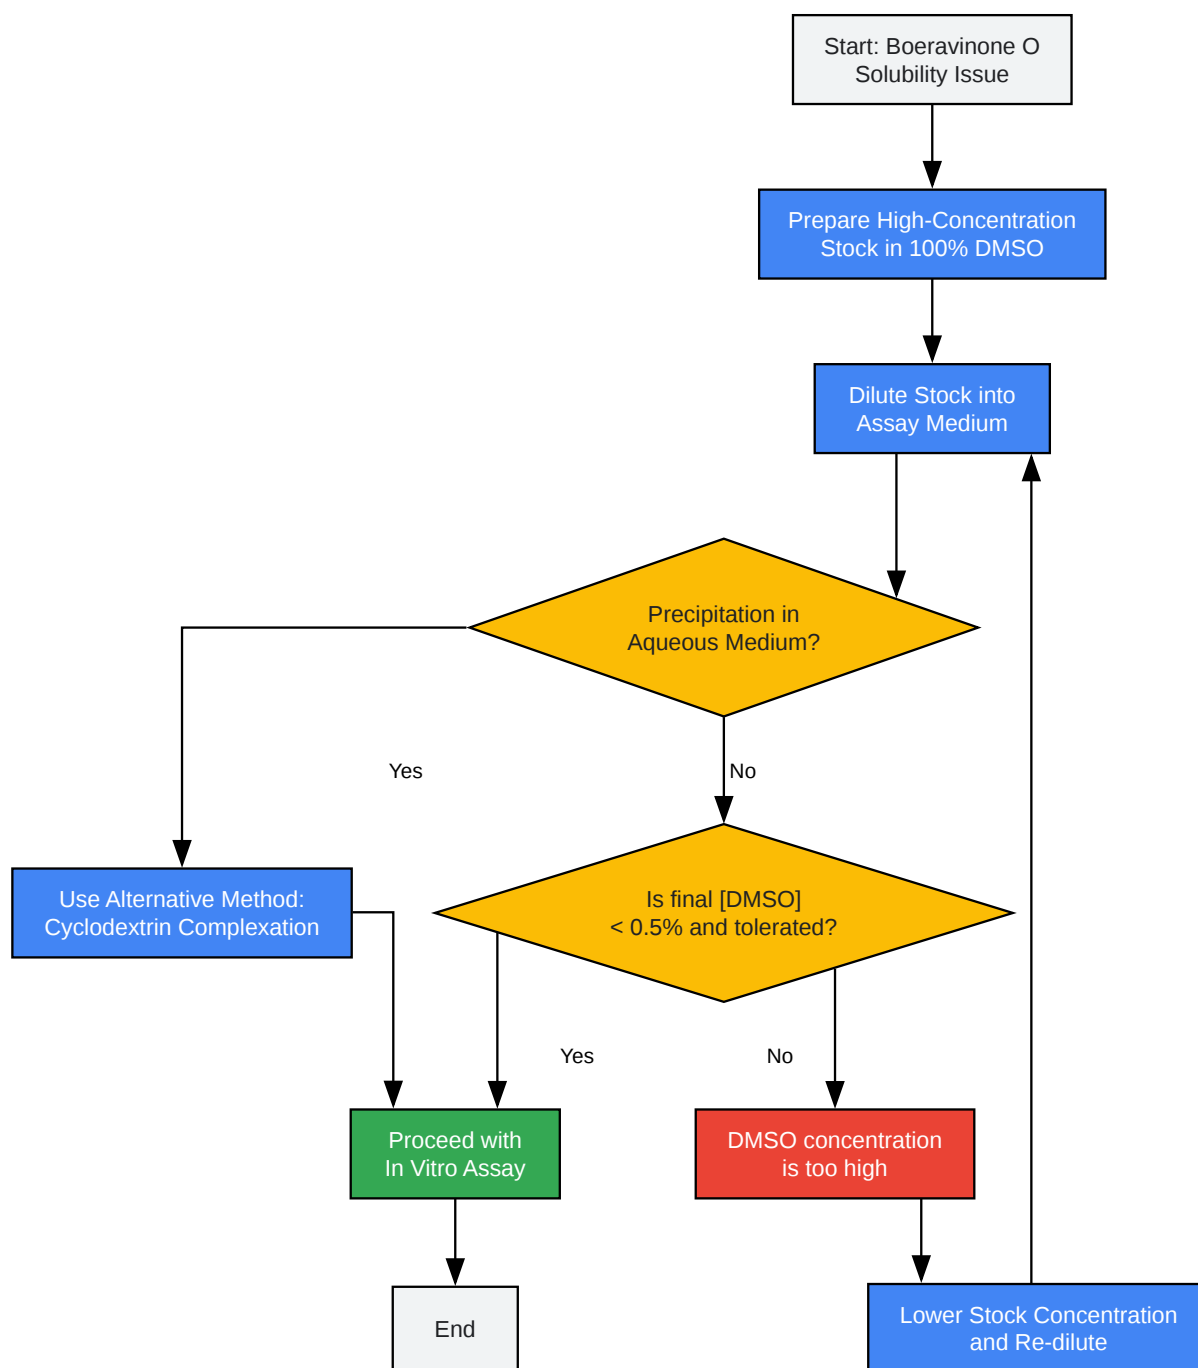 Start: Boeravinone O
Solubility Issue
Prepare High-Concentration
Stock in 100% DMSO
Dilute Stock into
Assay Medium
Precipitation in
Aqueous Medium?
Yes
No
Use Alternative Method:
Cyclodextrin Complexation
Is final [DMSO]
< 0.5% and tolerated?
Yes
No
Proceed with
In Vitro Assay
DMSO concentration
is too high
End
Lower Stock Concentration
and Re-dilute